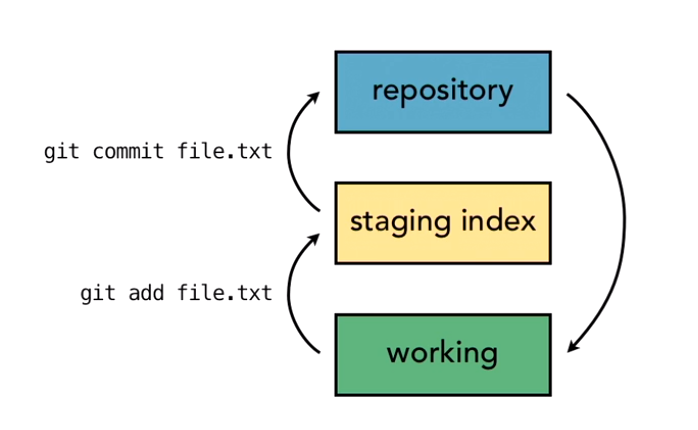 repository
git commit file.txt
staging index
git add file.txt
working